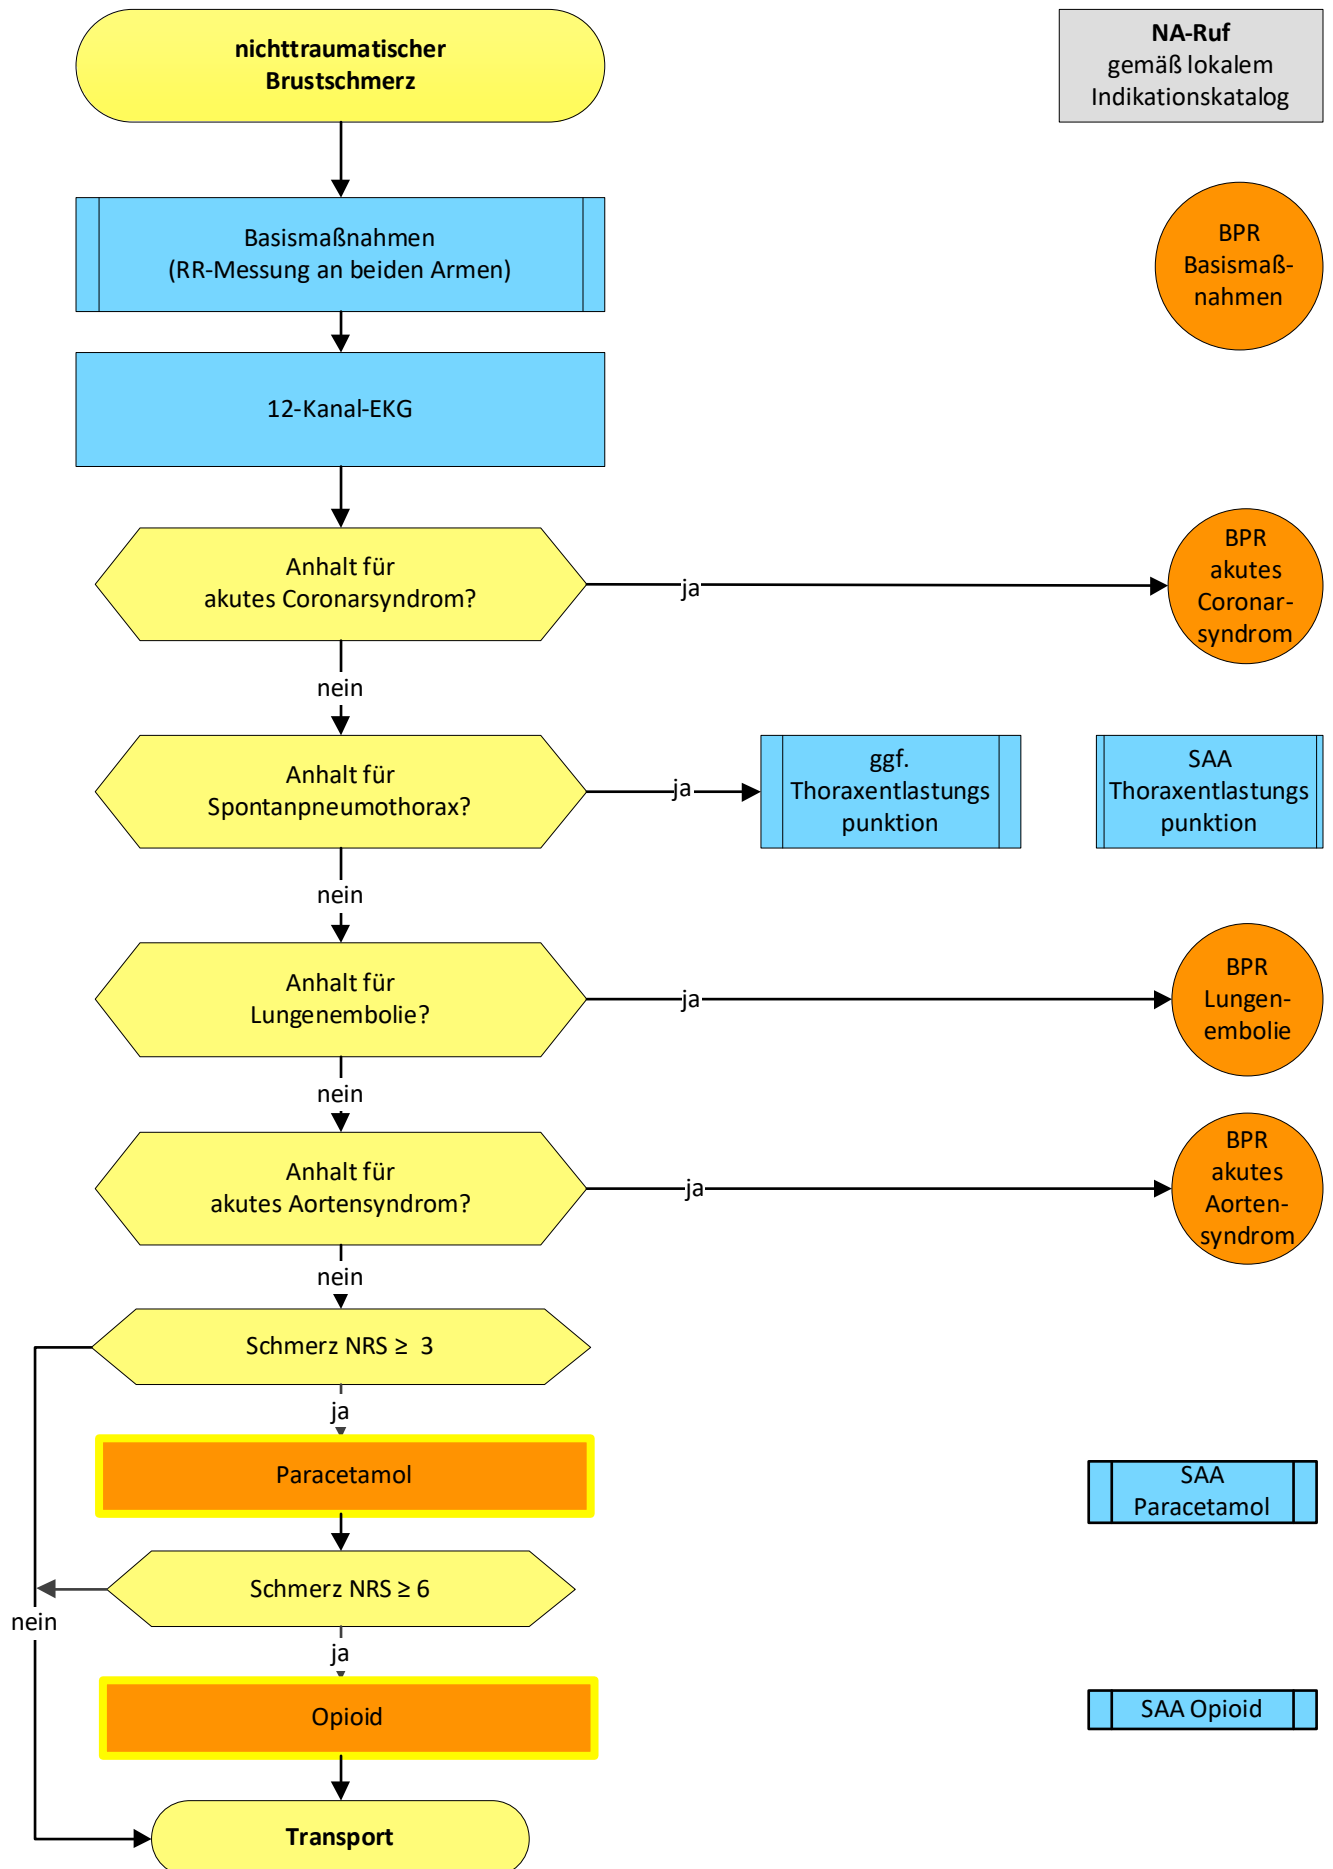 nichttraumatischer
Brustschmerz
NA-Ruf
gemäß lokalem
Indikationskatalog
Basismaßnahmen
(RR-Messung an beiden Armen)
BPR
Basismaß-
nahmen
12-Kanal-EKG
Anhalt für
akutes Coronarsyndrom?
ja
BPR
akutes
Coronar-
syndrom
nein
Anhalt für
Spontanpneumothorax?
ja
ggf.
Thoraxentlastungs
punktion
SAA
Thoraxentlastungs
punktion
nein
Anhalt für
Lungenembolie?
ja
BPR
Lungen-
embolie
nein
Anhalt für
akutes Aortensyndrom?
ja
BPR
akutes
Aorten-
syndrom
nein
Schmerz NRS ≥ 3
ja
Paracetamol
SAA
Paracetamol
Schmerz NRS ≥ 6
nein
ja
Opioid
SAA Opioid
Transport